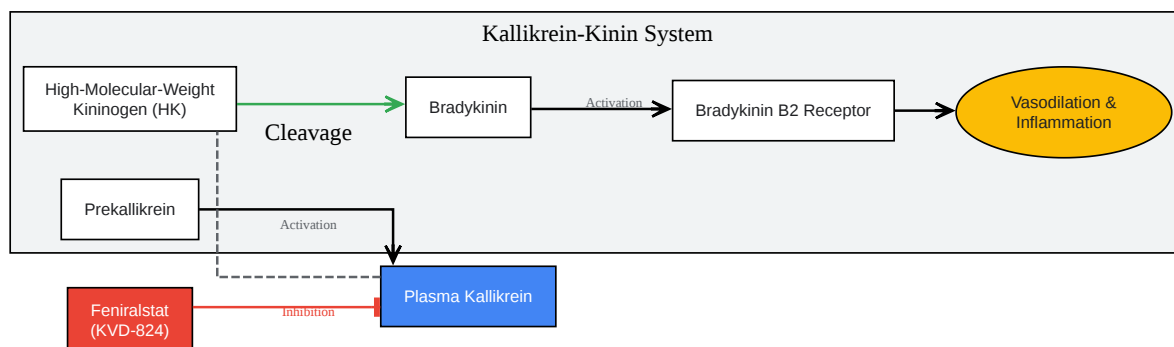 Kallikrein-Kinin System
High-Molecular-Weight
Kininogen (HK)
Cleavage
Bradykinin
Activation
Bradykinin B2 Receptor
Vasodilation &
Inflammation
Prekallikrein
Activation
Plasma Kallikrein
Feniralstat
(KVD-824)
Inhibition